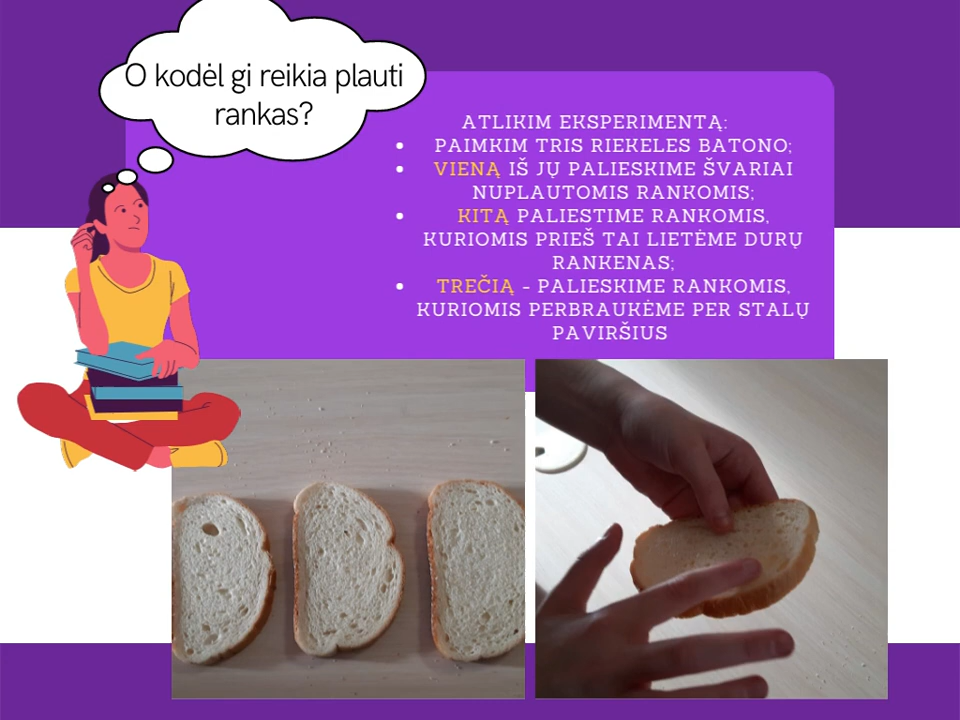 O kodėl gi reikia plauti
rankas?
ATLIKIM EKSPERIMENTĄ:
• PAIMKIM TRIS RIEKELES BATONO;
• VIENĄ IŠ JŲ PALIESKIME ŠVARIAI
NUPLAUTOMIS RANKOMIS;
• KITĄ PALIESTIME RANKOMIS,
KURIOMIS PRIEŠ TAI LIETĖME DURŲ
RANKENAS;
• TREČIĄ - PALIESKIME RANKOMIS,
KURIOMIS PERBRAUKĖME PER STALŲ
PAVIRŠIUS